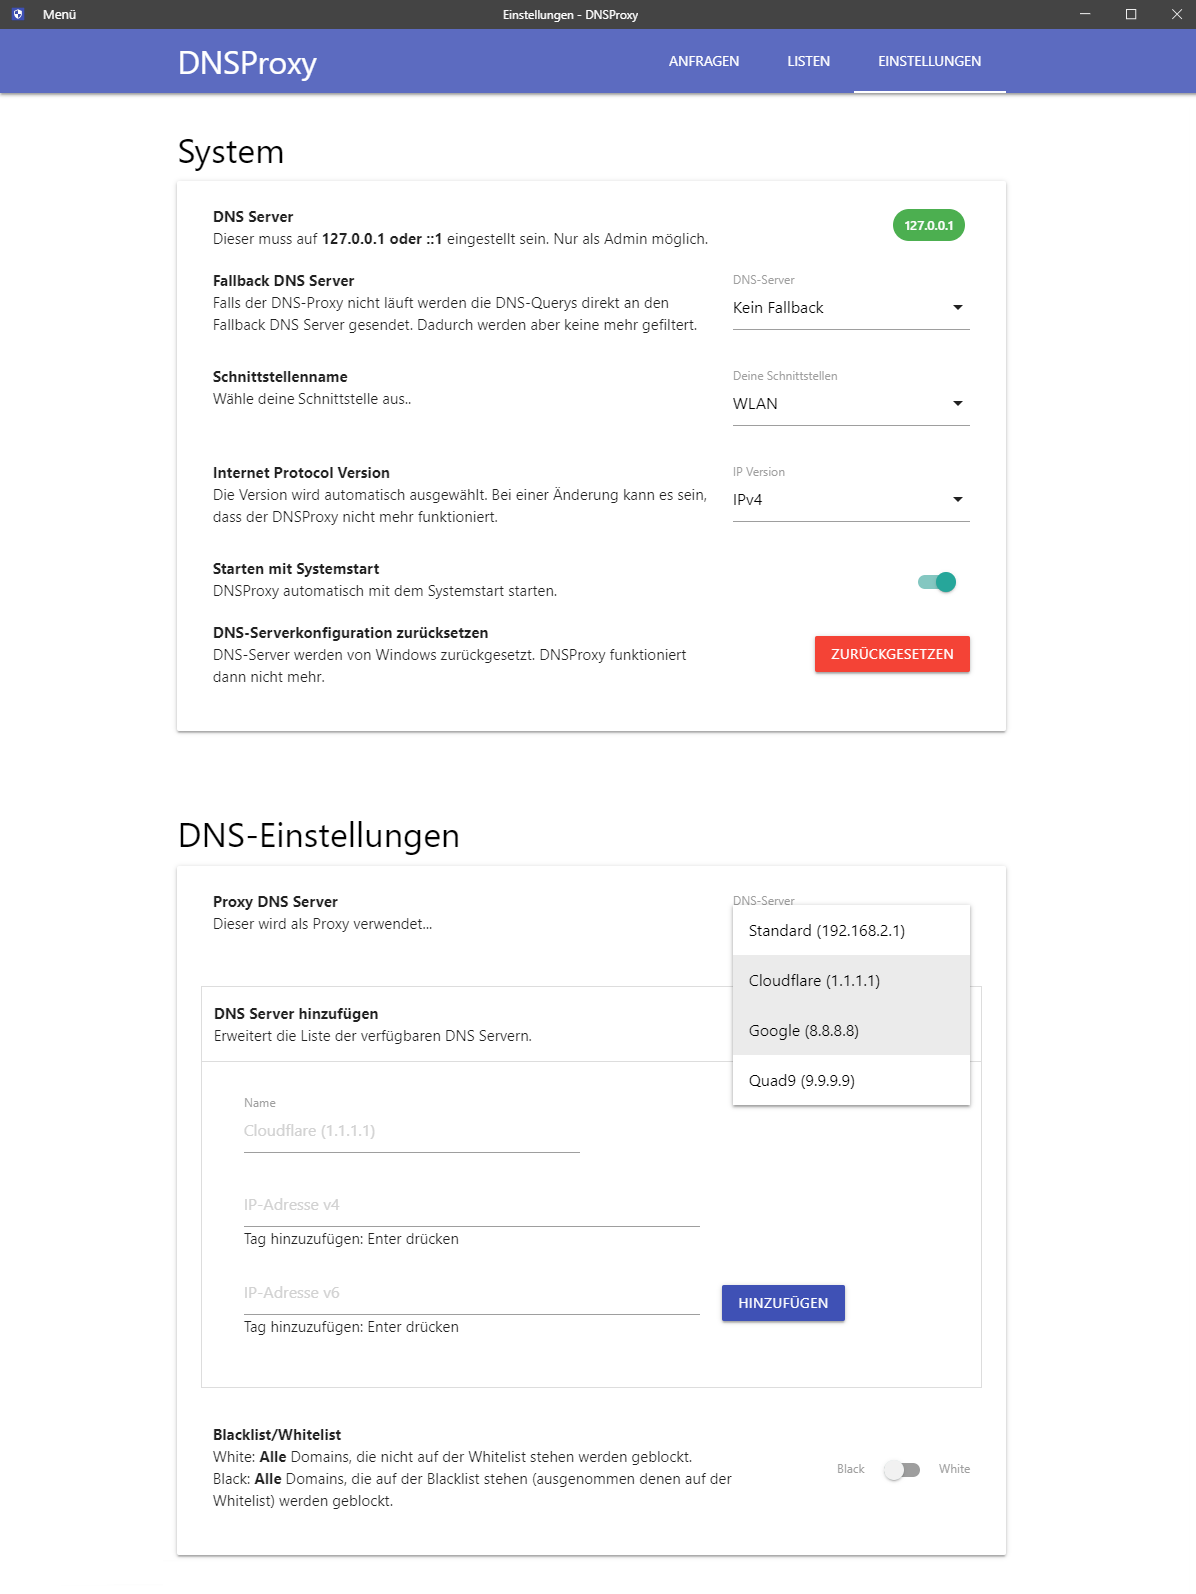 Menü
Einstellungen - DNSProxy
DNSProxy
ANFRAGEN
LISTEN
EINSTELLUNGEN
System
DNS Server
Dieser muss auf 127.0.0.1 oder ::1 eingestellt sein. Nur als Admin möglich.
127.0.0.1
Fallback DNS Server
Falls der DNS-Proxy nicht läuft werden die DNS-Querys direkt an den
Fallback DNS Server gesendet. Dadurch werden aber keine mehr gefiltert.
DNS-Server
Kein Fallback
Schnittstellenname
Wähle deine Schnittstelle aus..
Deine Schnittstellen
WLAN
Internet Protocol Version
Die Version wird automatisch ausgewählt. Bei einer Änderung kann es sein,
dass der DNSProxy nicht mehr funktioniert.
IP Version
IPv4
Starten mit Systemstart
DNSProxy automatisch mit dem Systemstart starten.
DNS-Serverkonfiguration zurücksetzen
DNS-Server werden von Windows zurückgesetzt. DNSProxy funktioniert
dann nicht mehr.
ZURÜCKGESETZEN
DNS-Einstellungen
Proxy DNS Server
Dieser wird als Proxy verwendet...
DNS-Server
Standard (192.168.2.1)
Cloudflare (1.1.1.1)
Google (8.8.8.8)
Quad9 (9.9.9.9)
DNS Server hinzufügen
Erweitert die Liste der verfügbaren DNS Servern.
Name
Cloudflare (1.1.1.1)
IP-Adresse v4
Tag hinzuzufügen: Enter drücken
IP-Adresse v6
Tag hinzuzufügen: Enter drücken
HINZUFÜGEN
Blacklist/Whitelist
White: Alle Domains, die nicht auf der Whitelist stehen werden geblockt.
Black: Alle Domains, die auf der Blacklist stehen (ausgenommen denen auf der
Whitelist) werden geblockt.
Black
White